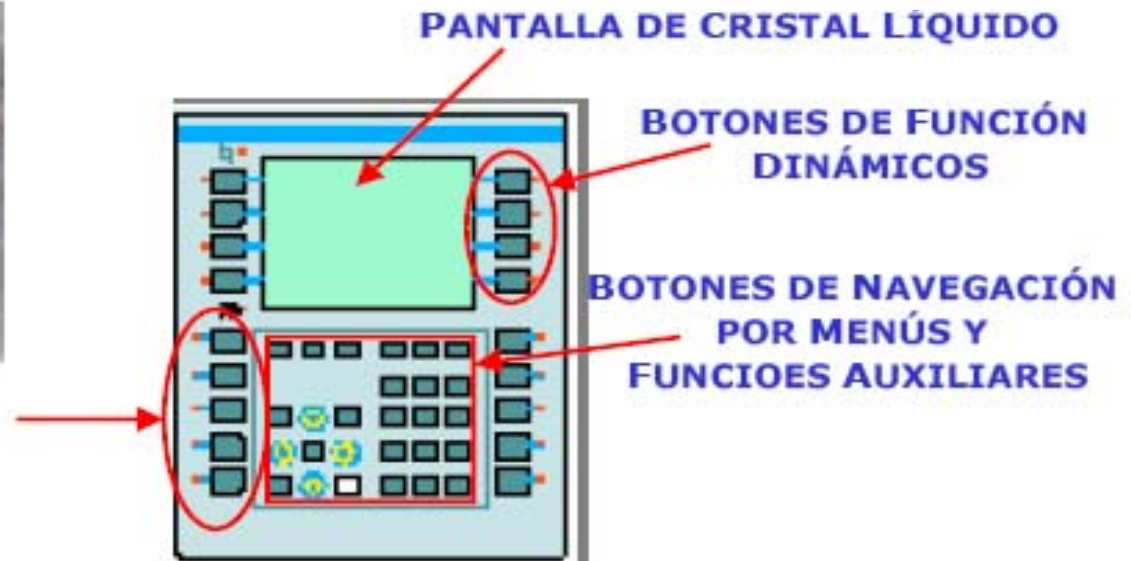 PANTALLA DE CRISTAL LÍQUIDO
BOTONES DE FUNCIÓN
DINÁMICOS
BOTONES DE NAVEGACIÓN
POR MENÚS Y
FUNCIOES AUXILIARES